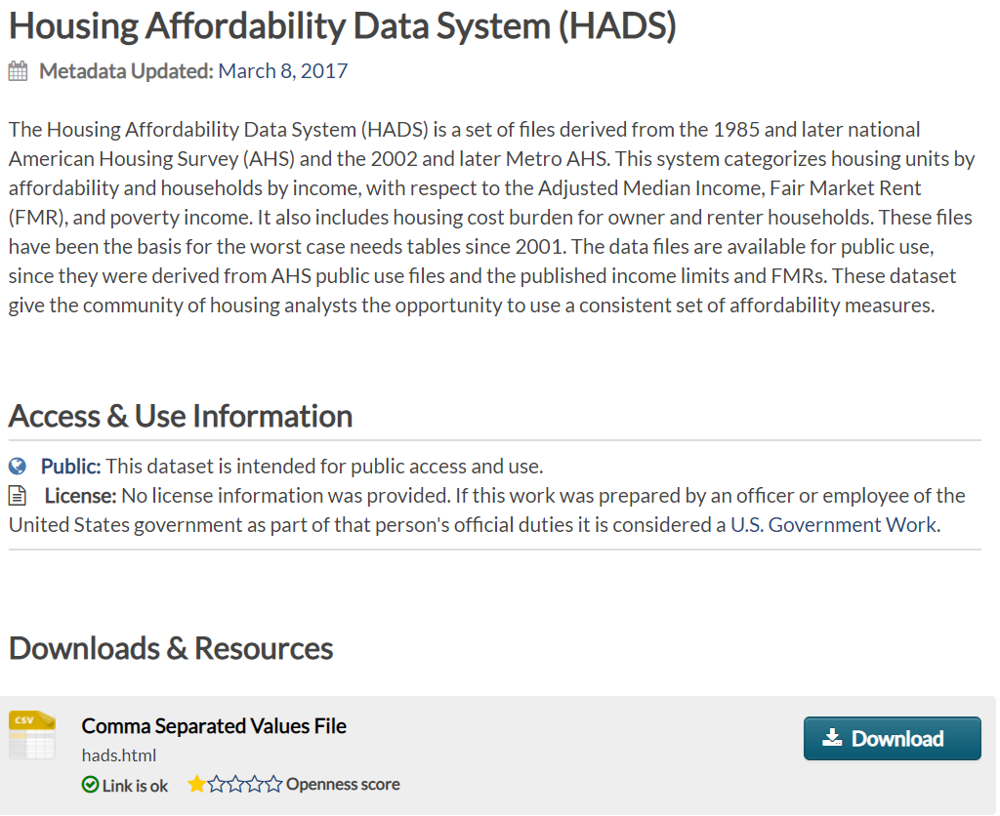 Housing Affordability Data System (HADS)
Metadata Updated: March 8, 2017
The Housing Affordability Data System (HADS) is a set of files derived from the 1985 and later national
American Housing Survey (AHS) and the 2002 and later Metro AHS. This system categorizes housing units by
affordability and households by income, with respect to the Adjusted Median Income, Fair Market Rent
(FMR), and poverty income. It also includes housing cost burden for owner and renter households. These files
have been the basis for the worst case needs tables since 2001. The data files are available for public use,
since they were derived from AHS public use files and the published income limits and FMRs. These dataset
give the community of housing analysts the opportunity to use a consistent set of affordability measures.
Access & Use Information
Public: This dataset is intended for public access and use.
License: No license information was provided. If this work was prepared by an officer or employee of the
United States government as part of that person's official duties it is considered a U.S. Government Work.
Downloads & Resources
CSV
Comma Separated Values File
hads.html
Link is ok Openness score
Download